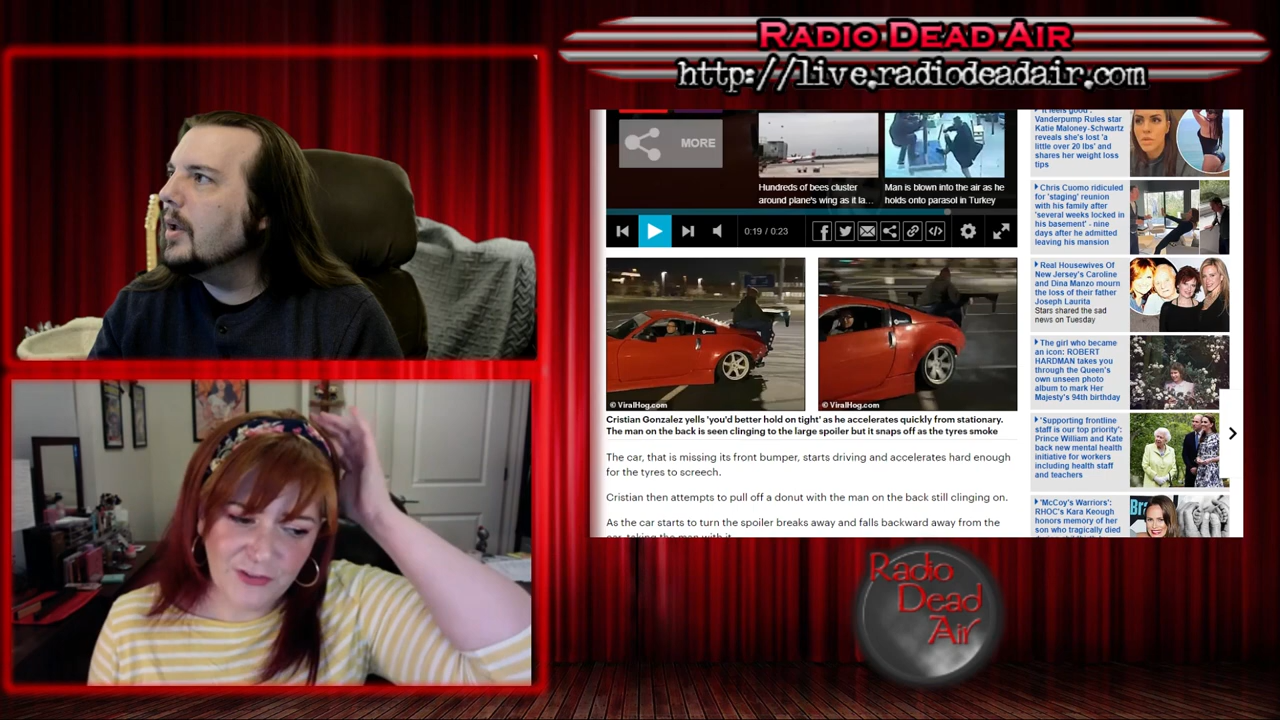 RADIO DEAD AIR
http://live.radiodeadair.com
MORE
Hundreds of bees cluster
around plane's wing as it la...
Man is blown into the air as he
holds onto parasol in Turkey
0:19 / 0:23
© ViralHog.com
© ViralHog.com
Cristian Gonzalez yells 'you'd better hold on tight' as he accelerates quickly from stationary.
The man on the back is seen clinging to the large spoiler but it snaps off as the tyres smoke
The car, that is missing its front bumper, starts driving and accelerates hard enough
for the tyres to screech.
Cristian then attempts to pull off a donut with the man on the back still clinging on.
As the car starts to turn the spoiler breaks away and falls backward away from the
car, taking the man with it.
'It feels good':
Vanderpump Rules star
Katie Maloney-Schwartz
reveals she's lost 'a
little over 20 lbs' and
shares her weight loss
tips
Chris Cuomo ridiculed
for 'staging' reunion
with his family after
'several weeks locked in
his basement' - nine
days after he admitted
leaving his mansion
Real Housewives Of
New Jersey's Caroline
and Dina Manzo mourn
the loss of their father
Joseph Laurita
Stars shared the sad
news on Tuesday
The girl who became
an icon: ROBERT
HARDMAN takes you
through the Queen's
own unseen photo
album to mark Her
Majesty's 94th birthday
'Supporting frontline
staff is our top priority':
Prince William and Kate
back new mental health
initiative for workers
including health staff
and teachers
'McCoy's Warriors':
RHOC's Kara Keough
honors memory of her
son who tragically died
Radio
Dead
Air